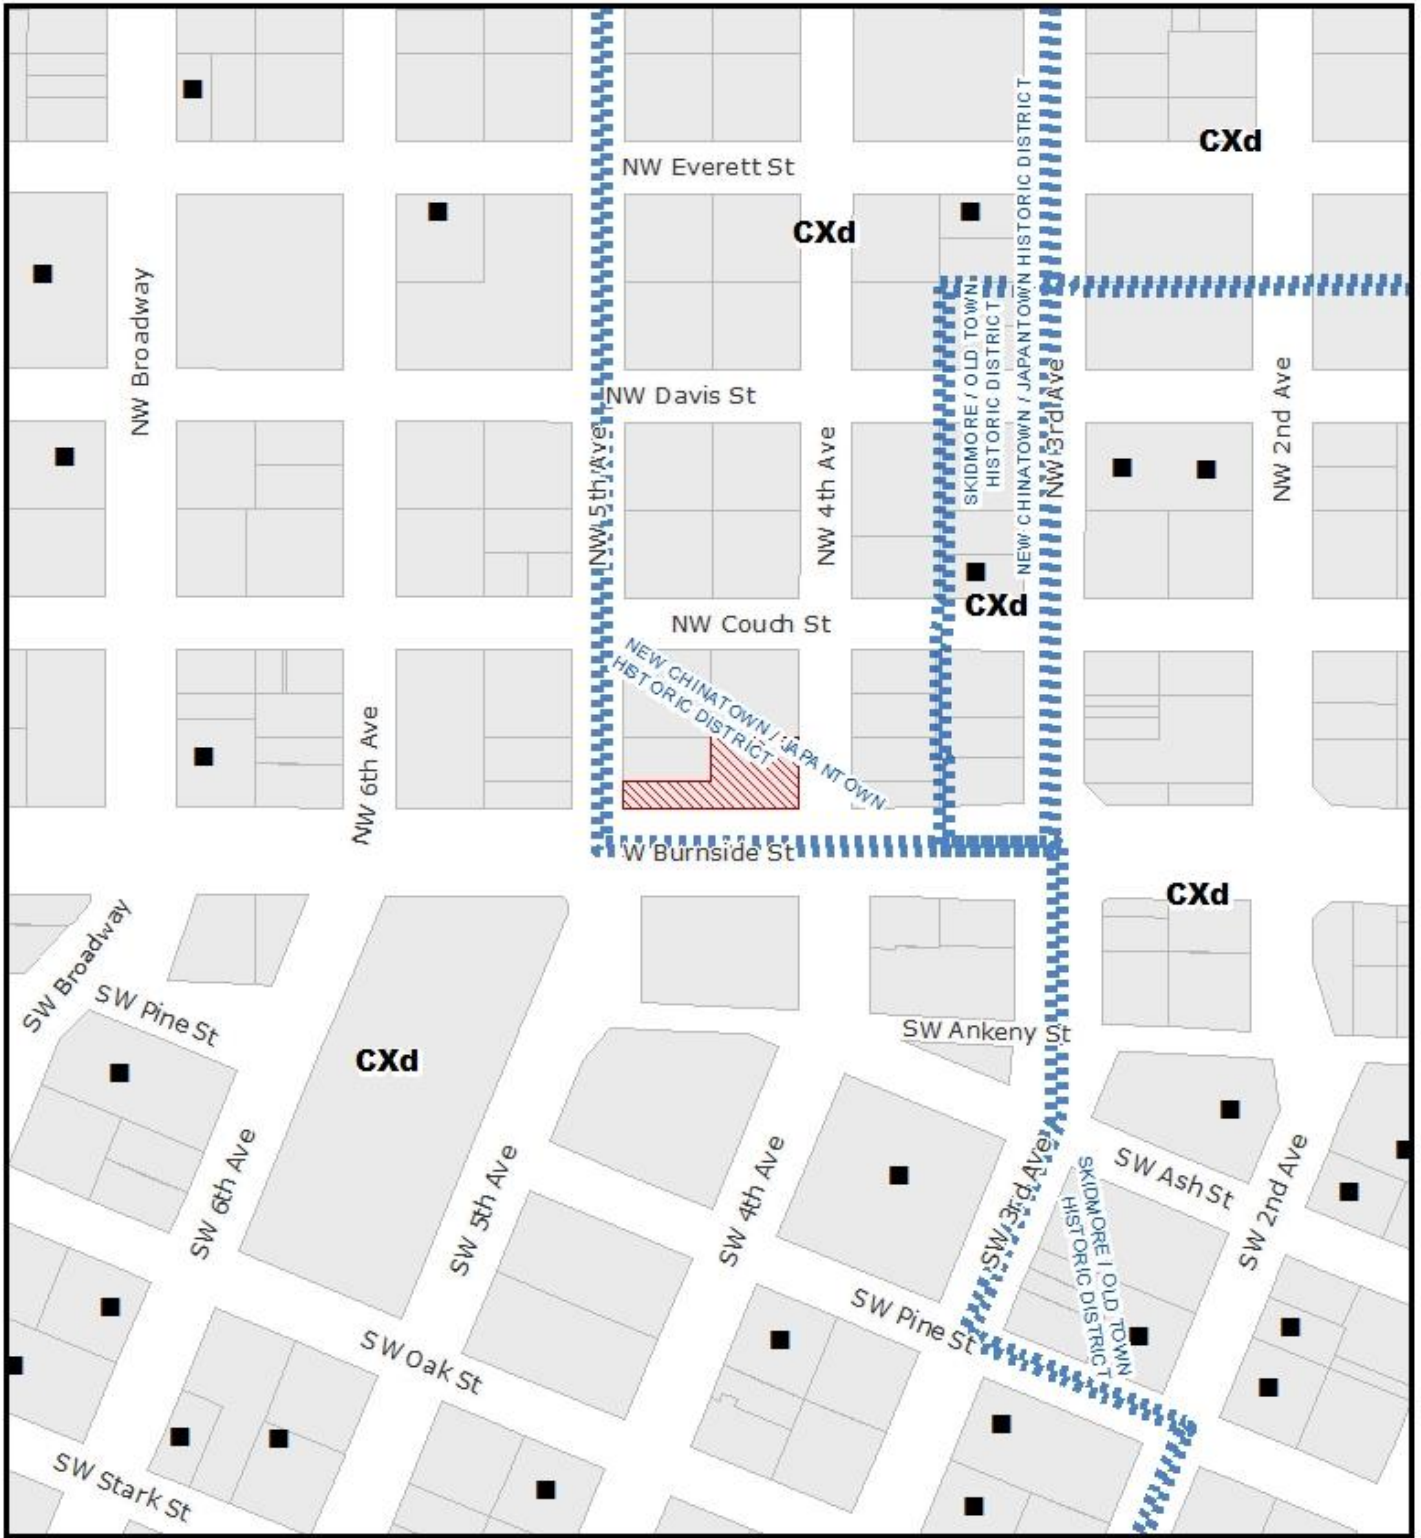 CXd
NW Everett St
CXd
NEW CHINATOWN / JAPANTOWN HISTORIC DISTRICT
NW Broadway
SKIDMORE / OLD TOWN
HISTORIC DISTRICT
NW Davis St
NW 5th Ave
NW 4th Ave
NW 3rd Ave
NW 2nd Ave
CXd
NW Couch St
NEW CHINATOWN / JAPANTOWN
HISTORIC DISTRICT
NW 6th Ave
W Burnside St
CXd
SW Broadway
SW Pine St
SW Ankeny St
CXd
SW 6th Ave
SW 5th Ave
SW 4th Ave
SW 3rd Ave
SW Ash St
SW 2nd Ave
SKIDMORE / OLD TOWN
HISTORIC DISTRICT
SW Pine St
SW Oak St
SW Stark St